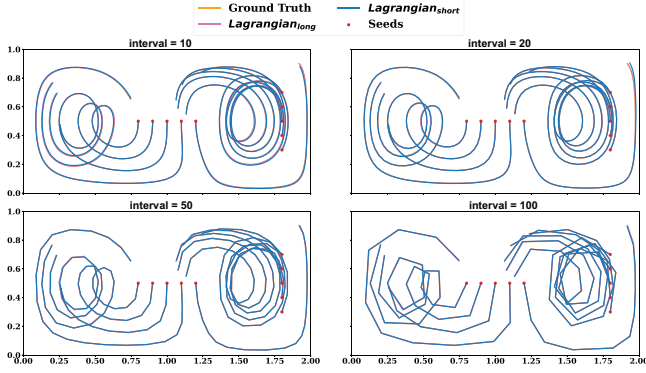 Ground Truth
Lagrangian_short
Lagrangian_long
Seeds
interval = 10
interval = 20
1.0
0.8
0.6
0.4
0.2
0.0
interval = 50
interval = 100
1.0
0.8
0.6
0.4
0.2
0.0
0.00 0.25 0.50 0.75 1.00 1.25 1.50 1.75 2.00
0.00 0.25 0.50 0.75 1.00 1.25 1.50 1.75 2.00